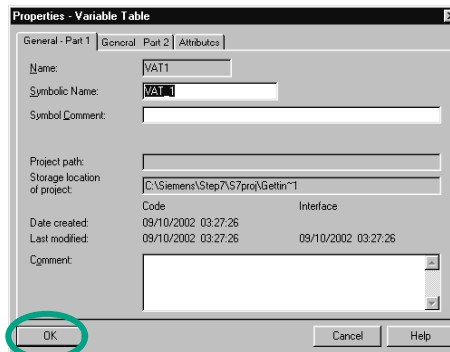 Properties - Variable Table
General - Part 1 General Part 2 Attributes
Name: VAT1
Symbolic Name: VAT_1
Symbol Comment:
Project path:
Storage location
of project: C:\Siemens\Step7\S7proj\Gettin~1
Code Interface
Date created: 09/10/2002 03:27:26
Last modified: 09/10/2002 03:27:26 09/10/2002 03:27:26
Comment:
OK Cancel Help